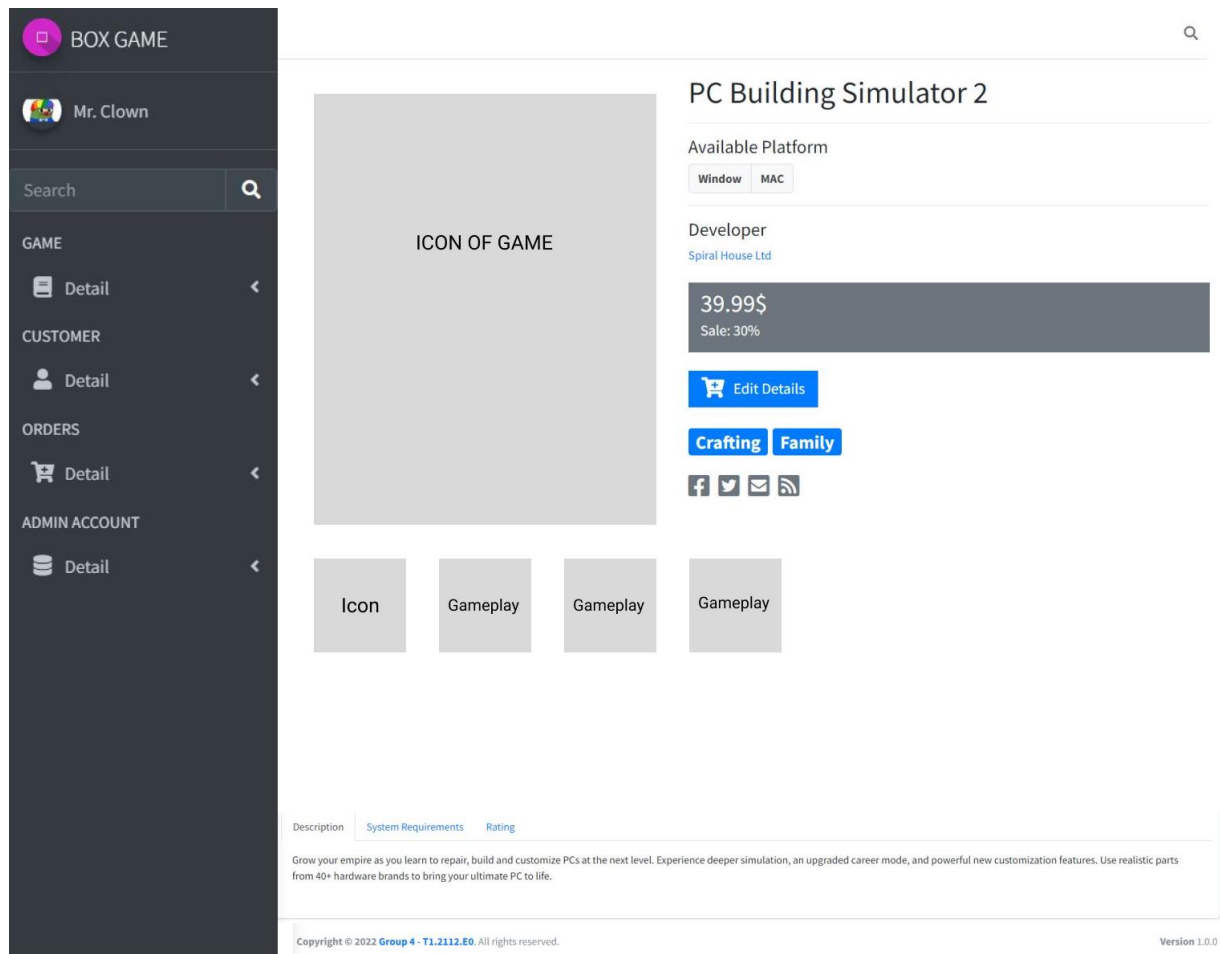 BOX GAME
Mr. Clown
Search
GAME
Detail
CUSTOMER
Detail
ORDERS
Detail
ADMIN ACCOUNT
Detail
ICON OF GAME
Icon
Gameplay
Gameplay
Gameplay
PC Building Simulator 2
Available Platform
Window MAC
Developer
Spiral House Ltd
39.99$
Sale: 30%
Edit Details
Crafting Family
Description System Requirements Rating
Grow your empire as you learn to repair, build and customize PCs at the next level. Experience deeper simulation, an upgraded career mode, and powerful new customization features. Use realistic parts
from 40+ hardware brands to bring your ultimate PC to life.
Copyright © 2022 Group 4 - T1.2112.E0. All rights reserved.
Version 1.0.0